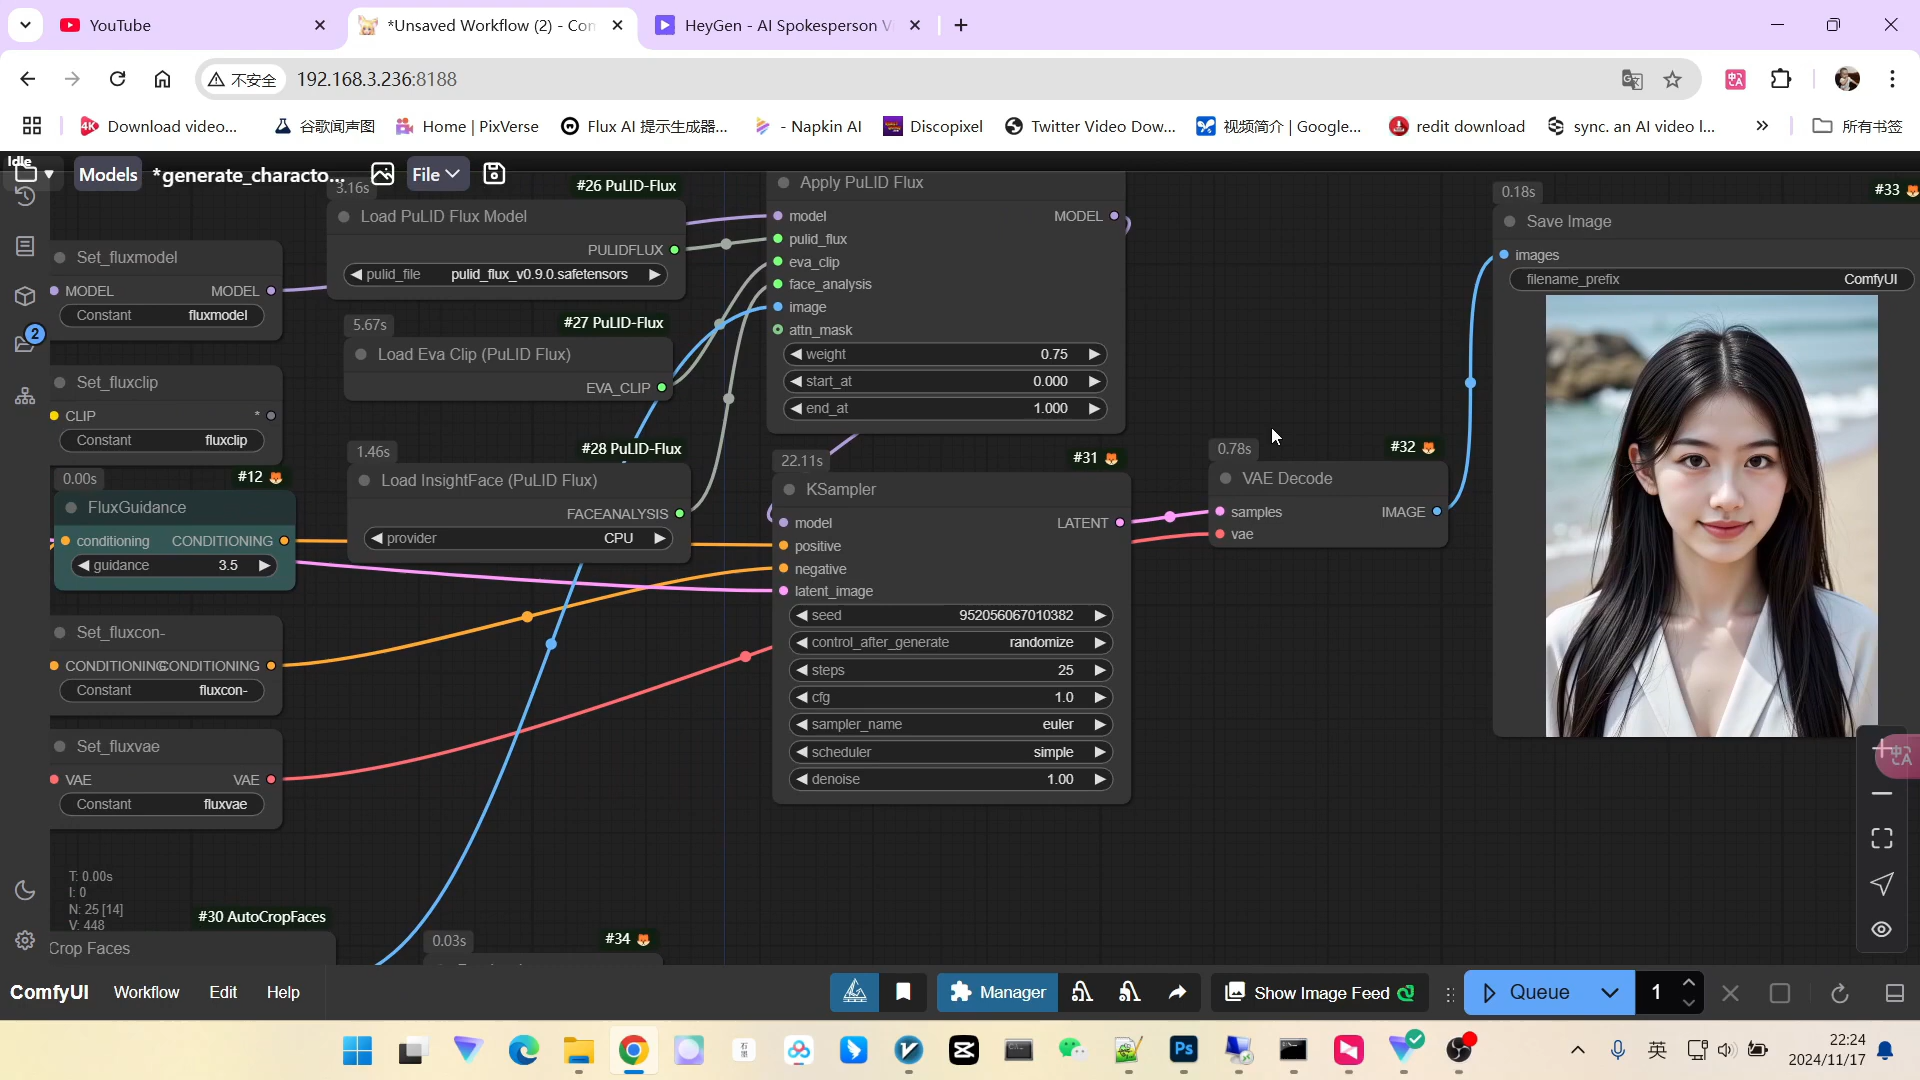 YouTube
*Unsaved Workflow (2) - Con
HeyGen - AI Spokesperson V
不安全
192.168.3.236:8188
4K
Download video...
谷歌闻声图
Home | PixVerse
Flux AI 提示生成器...
- Napkin AI
Discopixel
Twitter Video Dow...
视频简介 | Google...
redit download
sync. an AI video l...
所有书签
Idle
Models
*generate_characto...
File
3.16s
#26 PuLID-Flux
Load PuLID Flux Model
PULIDFLUX
pulid_file
pulid_flux_v0.9.0.safetensors
5.67s
#27 PuLID-Flux
Load Eva Clip (PuLID Flux)
EVA_CLIP
1.46s
#28 PuLID-Flux
Load InsightFace (PuLID Flux)
FACEANALYSIS
provider
CPU
2
Set_fluxmodel
MODEL
MODEL
Constant
fluxmodel
Set_fluxclip
CLIP
*
Constant
fluxclip
0.00s
#12
FluxGuidance
conditioning
CONDITIONING
guidance
3.5
Set_fluxcon-
CONDITIONING
CONDITIONING
Constant
fluxcon-
Set_fluxvae
VAE
VAE
Constant
fluxvae
T: 0.00s
I: 0
N: 25 [14]
V: 448
#30 AutoCropFaces
Crop Faces
0.03s
#34
Apply PuLID Flux
model
MODEL
pulid_flux
eva_clip
face_analysis
image
attn_mask
weight
0.75
start_at
0.000
end_at
1.000
22.11s
#31
KSampler
model
LATENT
positive
negative
latent_image
seed
952056067010382
control_after_generate
randomize
steps
25
cfg
1.0
sampler_name
euler
scheduler
simple
denoise
1.00
0.78s
#32
VAE Decode
samples
IMAGE
vae
0.18s
#33
Save Image
images
filename_prefix
ComfyUI
ComfyUI
Workflow
Edit
Help
Manager
Show Image Feed
Queue
1
Ps
英
22:24
2024/11/17